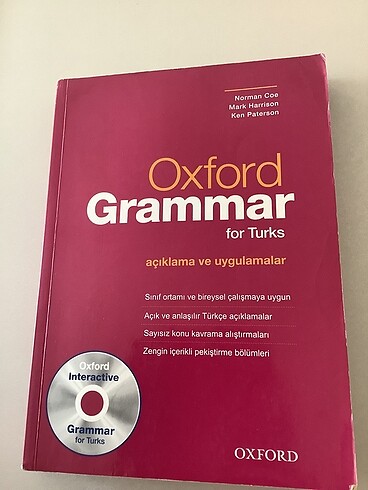 Norman Coe
Mark Harrison
Ken Paterson
Oxford
Grammar
for Turks
açıklama ve uygulamalar
Sınıf ortamı ve bireysel çalışmaya uygun
Açık ve anlaşılır Türkçe açıklamalar
Sayısız konu kavrama alıştırmaları
Zengin içerikli pekiştirme bölümleri
Oxford
Interactive
Grammar
for Turks
OXFORD